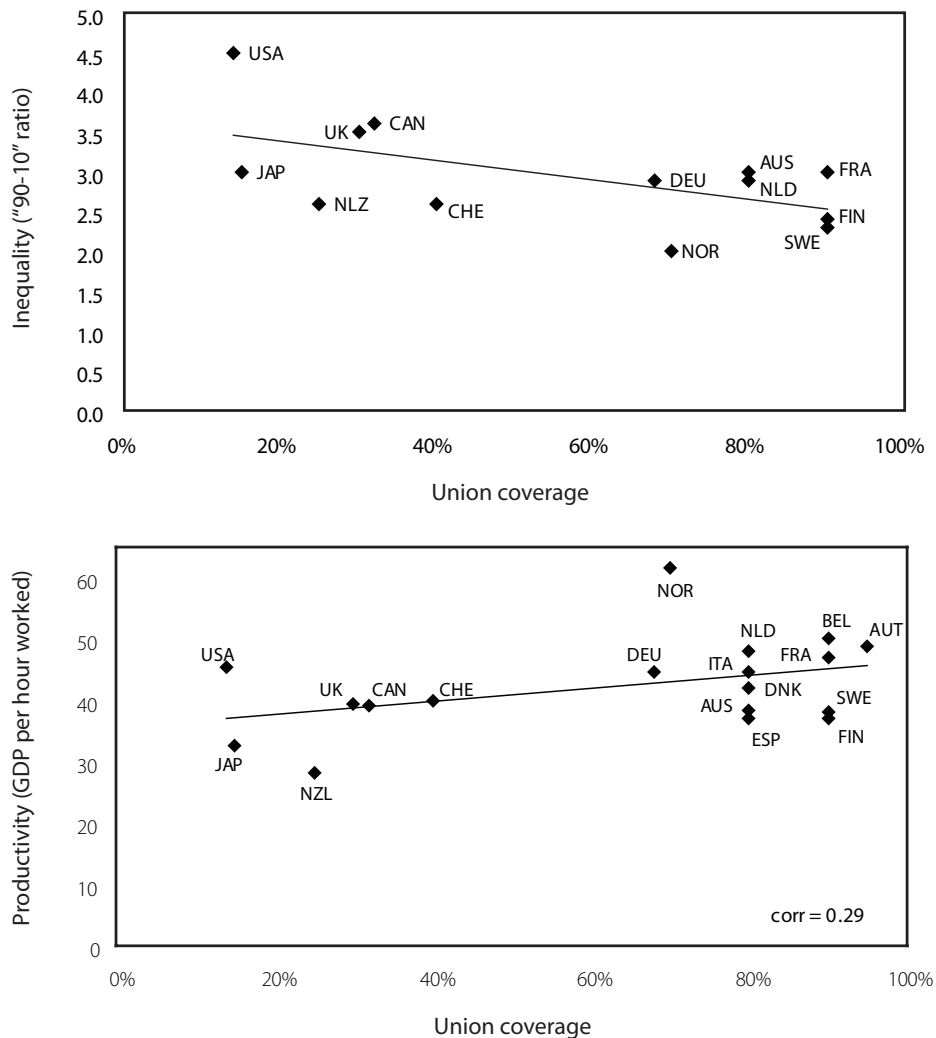 Inequality (“90-10” ratio)
5.0
4.5
4.0
3.5
3.0
2.5
2.0
1.5
1.0
0.5
0.0
USA
UK
CAN
JAP
NLZ
CHE
DEU
AUS
NLD
FRA
FIN
SWE
NOR
0%
20%
40%
60%
80%
100%
Union coverage
Productivity (GDP per hour worked)
60
50
40
30
20
10
0
NOR
BEL
AUT
NLD
USA
DEU
ITA
FRA
UK
CAN
CHE
DNK
SWE
AUS
ESP
FIN
JAP
NZL
corr = 0.29
0%
20%
40%
60%
80%
100%
Union coverage